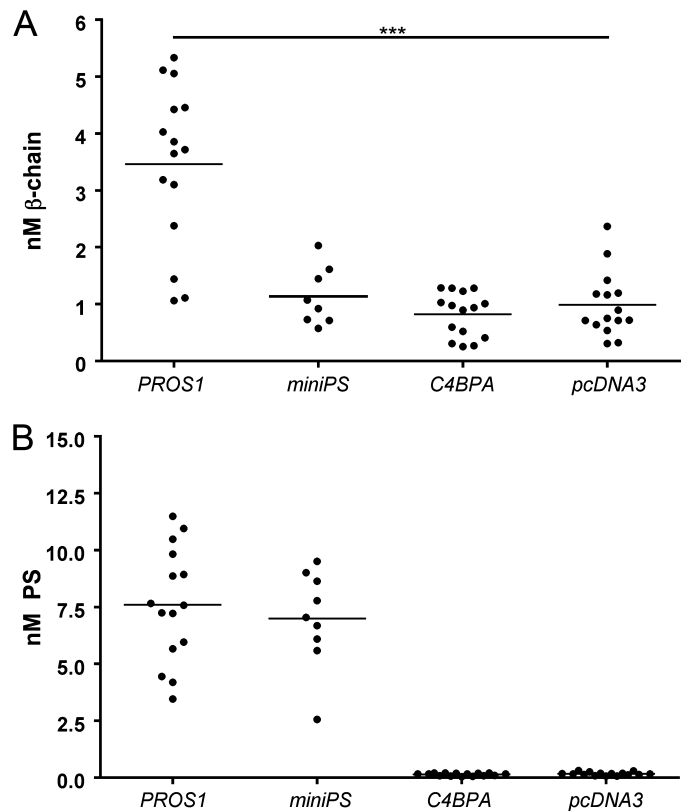 A
6
***
5
4
3
2
1
0
nM β-chain
PROS1 miniPS C4BPA pcDNA3
B
15.0
12.5
10.0
7.5
5.0
2.5
0.0
nM PS
PROS1 miniPS C4BPA pcDNA3